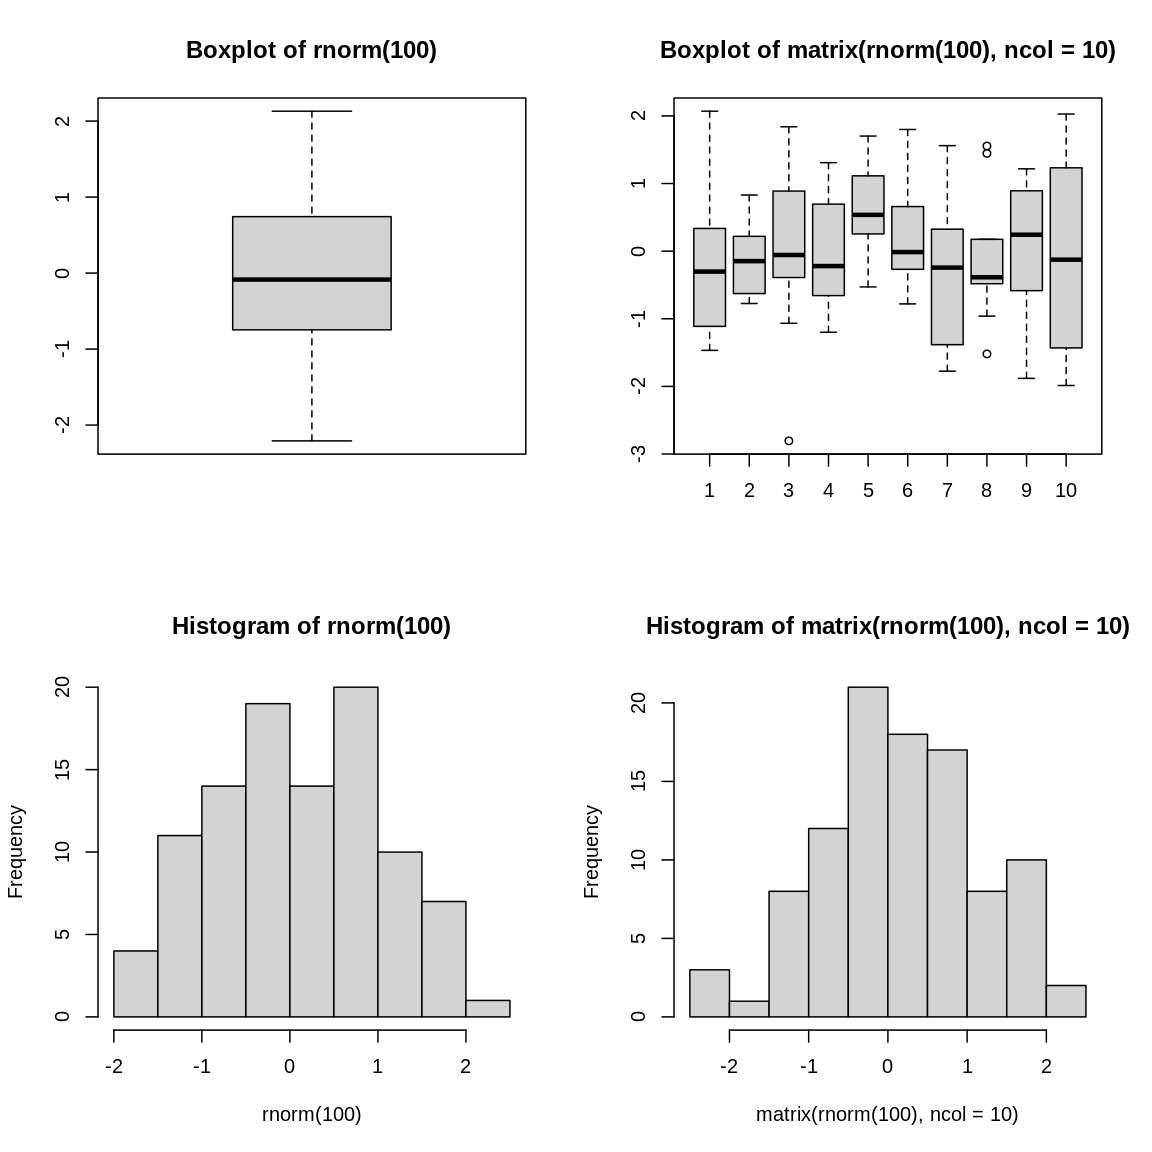 Boxplot of rnorm(100)
2
1
0
-1
-2
Boxplot of matrix(rnorm(100), ncol = 10)
2
1
0
-1
-2
-3
1 2 3 4 5 6 7 8 9 10
Histogram of rnorm(100)
Frequency
20
15
10
5
0
-2 -1 0 1 2
rnorm(100)
Histogram of matrix(rnorm(100), ncol = 10)
Frequency
20
15
10
5
0
-2 -1 0 1 2
matrix(rnorm(100), ncol = 10)